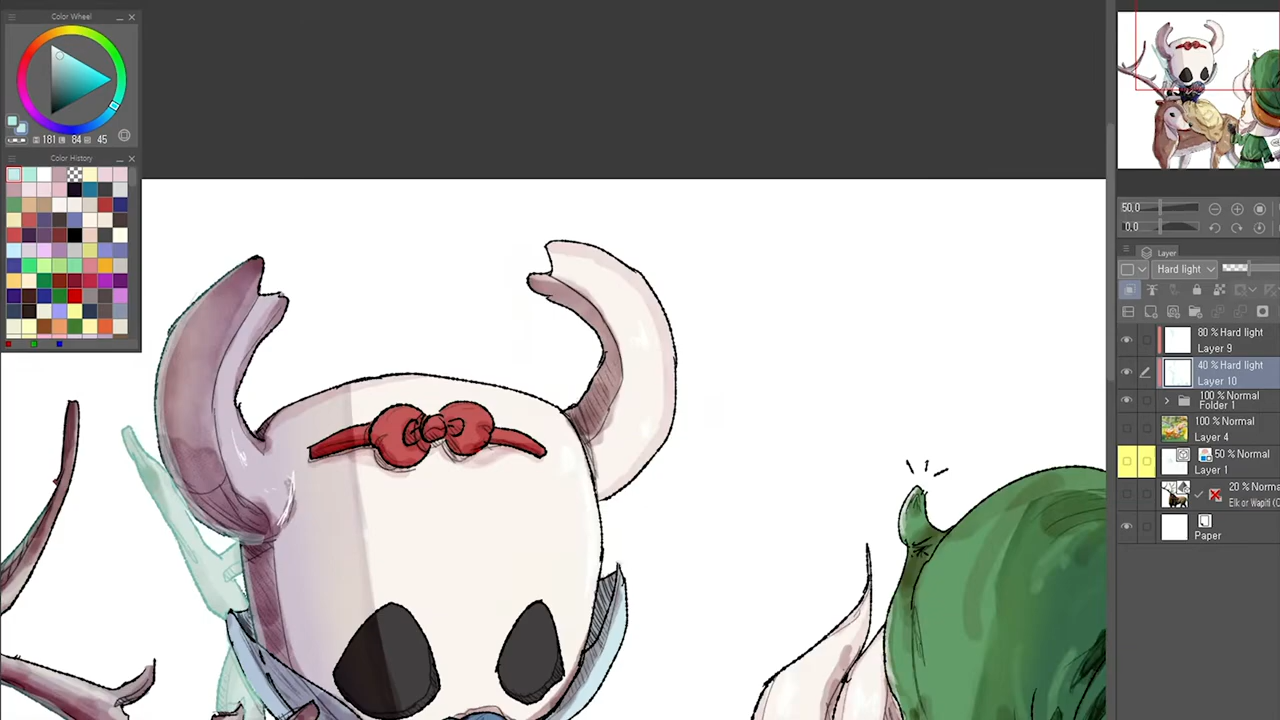 Color Wheel
181 84 45
Color History
50.0
0.0
Layer
Hard light
80 % Hard light
Layer 9
40 % Hard light
Layer 10
100 % Normal
Folder 1
100 % Normal
Layer 4
50 % Normal
Layer 1
20 % Norma
Elk or Wapiti (C
Paper